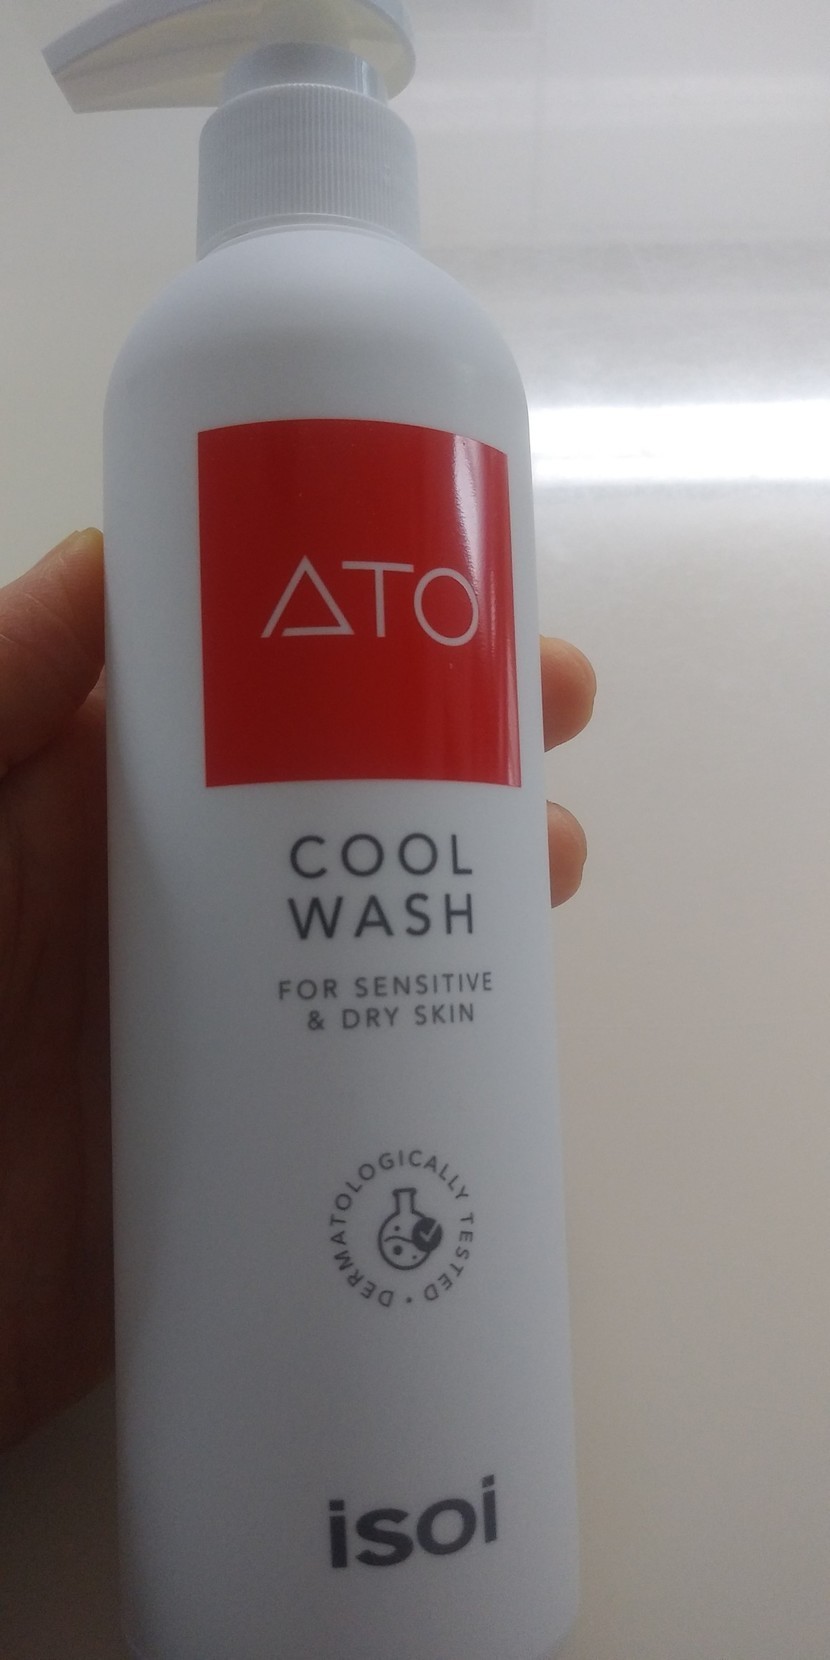 ATO
COOL
WASH
FOR SENSITIVE
& DRY SKIN
DERMATOLOGICALLY TESTED •
isoi